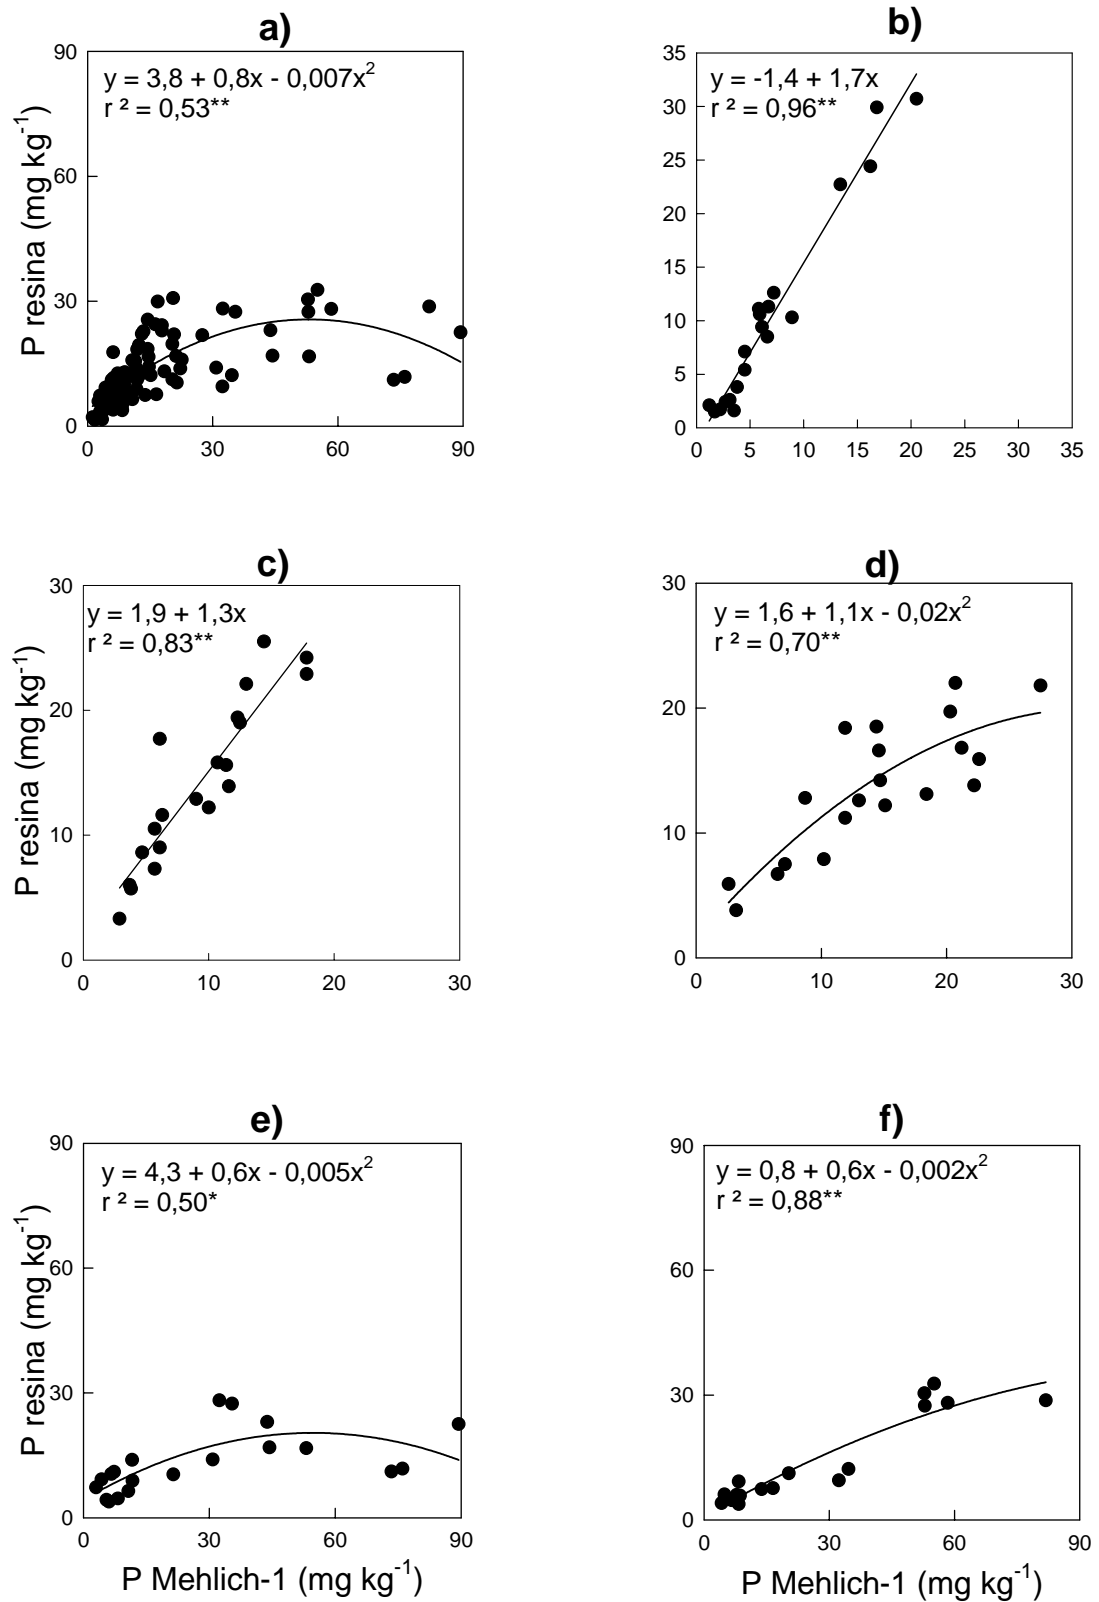 a)
y = 3,8 + 0,8x - 0,007x²
r ² = 0,53**
P resina (mg kg⁻¹)
90
60
30
0
0 30 60 90
b)
y = -1,4 + 1,7x
r ² = 0,96**
35
30
25
20
15
10
5
0
0 5 10 15 20 25 30 35
c)
y = 1,9 + 1,3x
r ² = 0,83**
P resina (mg kg⁻¹)
30
20
10
0
0 10 20 30
d)
y = 1,6 + 1,1x - 0,02x²
r ² = 0,70**
30
20
10
0
0 10 20 30
e)
y = 4,3 + 0,6x - 0,005x²
r ² = 0,50*
P resina (mg kg⁻¹)
90
60
30
0
0 30 60 90
P Mehlich-1 (mg kg⁻¹)
f)
y = 0,8 + 0,6x - 0,002x²
r ² = 0,88**
90
60
30
0
0 30 60 90
P Mehlich-1 (mg kg⁻¹)